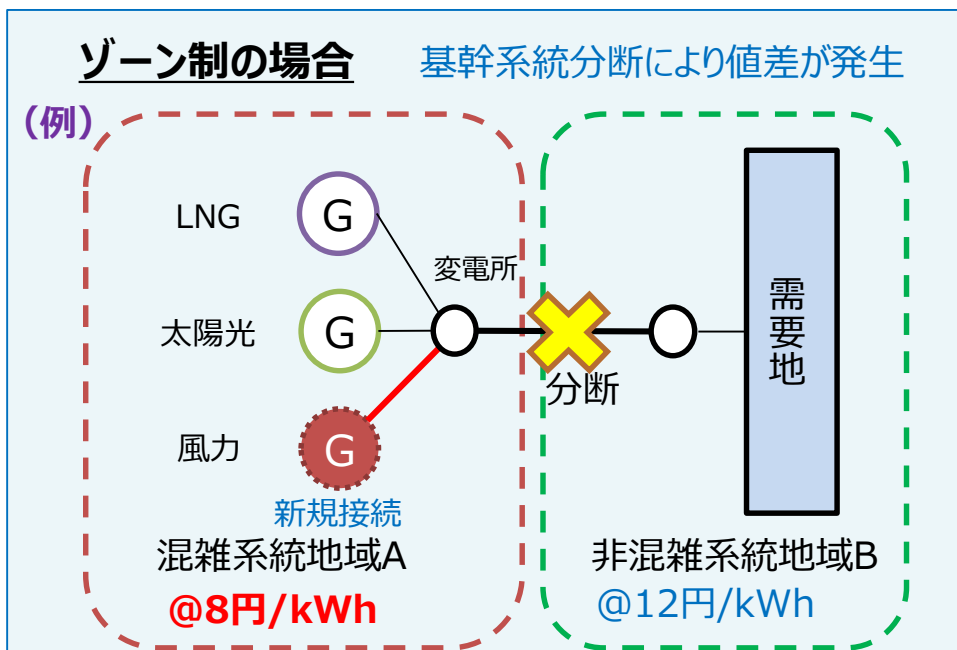 ゾーン制の場合
基幹系統分断により値差が発生
(例)
LNG
G
変電所
太陽光
G
分断
風力
G
新規接続
混雑系統地域A
@8円/kWh
需要地
非混雑系統地域B
@12円/kWh